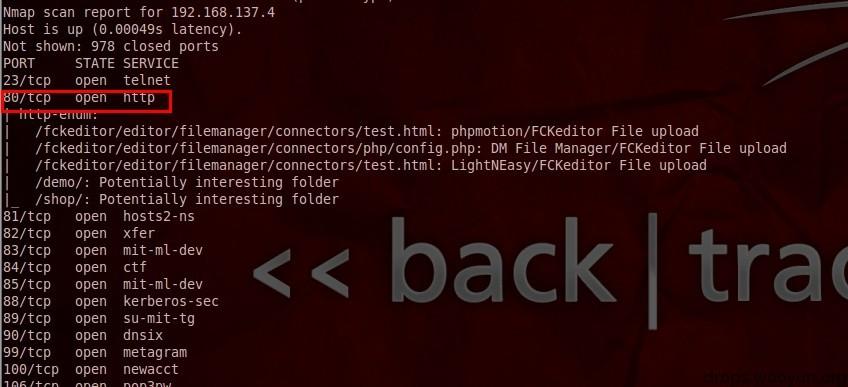 Nmap scan report for 192.168.137.4
Host is up (0.00049s latency).
Not shown: 978 closed ports
PORT     STATE SERVICE
23/tcp   open  telnet
80/tcp   open  http
| http-enum:
|   /fckeditor/editor/filemanager/connectors/test.html: phpmotion/FCKeditor File upload
|   /fckeditor/editor/filemanager/connectors/php/config.php: DM File Manager/FCKeditor File upload
|   /fckeditor/editor/filemanager/connectors/test.html: LightNEasy/FCKeditor File upload
|   /demo/: Potentially interesting folder
|_  /shop/: Potentially interesting folder
81/tcp   open  hosts2-ns
82/tcp   open  xfer
83/tcp   open  mit-ml-dev
84/tcp   open  ctf
85/tcp   open  mit-ml-dev
88/tcp   open  kerberos-sec
89/tcp   open  su-mit-tg
90/tcp   open  dnsix
99/tcp   open  metagram
100/tcp  open  newacct
106/tcp  open  pop3pw
<< back | trac